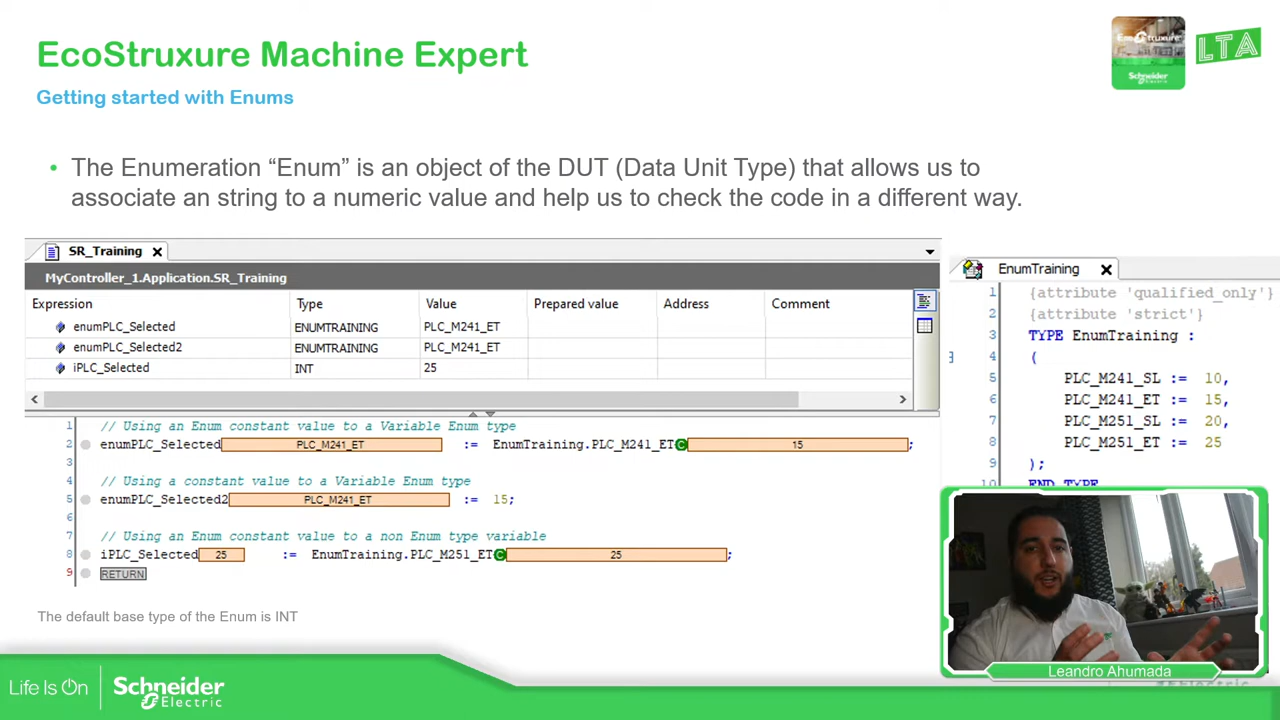 EcoStruxure Machine Expert
Getting started with Enums
EcoStruxure
Schneider Electric
LTA
• The Enumeration “Enum” is an object of the DUT (Data Unit Type) that allows us to
associate an string to a numeric value and help us to check the code in a different way.
SR_Training
MyController_1.Application.SR_Training
Expression Type Value Prepared value Address Comment
enumPLC_Selected ENUMTRAINING PLC_M241_ET
enumPLC_Selected2 ENUMTRAINING PLC_M241_ET
iPLC_Selected INT 25
1 // Using an Enum constant value to a Variable Enum type
2 enumPLC_Selected PLC_M241_ET := EnumTraining.PLC_M241_ET C 15 ;
3
4 // Using a constant value to a Variable Enum type
5 enumPLC_Selected2 PLC_M241_ET := 15;
6
7 // Using an Enum constant value to a non Enum type variable
8 iPLC_Selected 25 := EnumTraining.PLC_M251_ET C 25 ;
9 RETURN
EnumTraining
1 {attribute 'qualified_only'}
2 {attribute 'strict'}
3 TYPE EnumTraining :
4 (
5 PLC_M241_SL := 10,
6 PLC_M241_ET := 15,
7 PLC_M251_SL := 20,
8 PLC_M251_ET := 25
9 );
10 END_TYPE
The default base type of the Enum is INT
Leandro Ahumada
Life Is On
Schneider
Electric